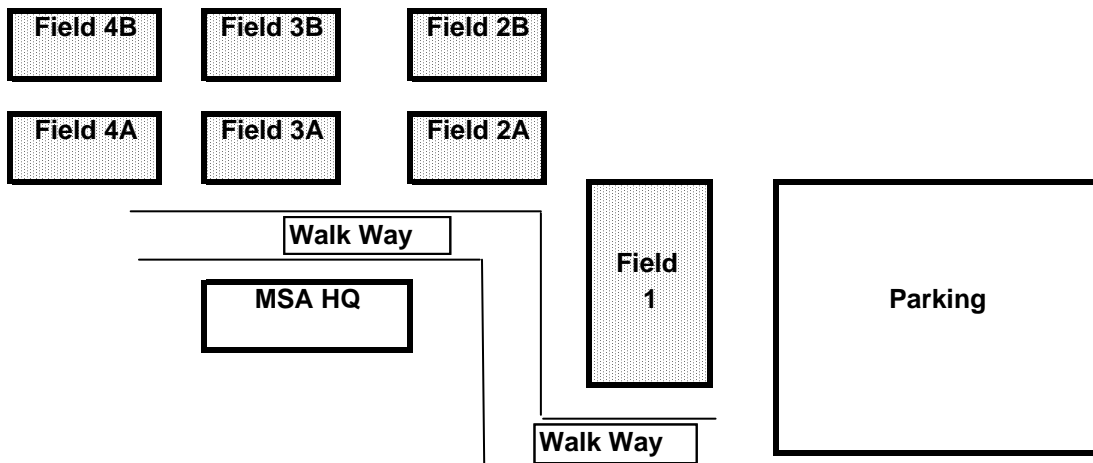 Field 4B
Field 3B
Field 2B
Field 4A
Field 3A
Field 2A
Walk Way
Field
1
MSA HQ
Parking
Walk Way